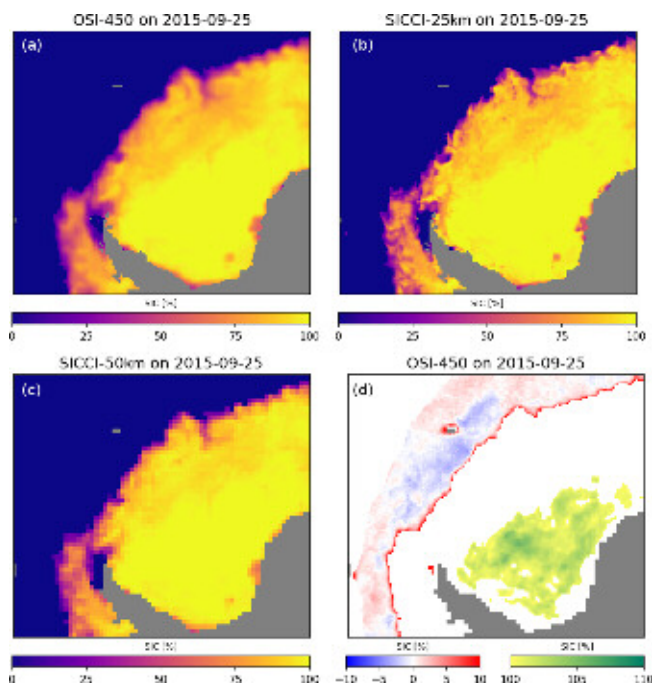 OSI-450 on 2015-09-25
SICCI-25km on 2015-09-25
(a)
(b)
SIC [%]
SIC [%]
0 25 50 75 100
0 25 50 75 100
SICCI-50km on 2015-09-25
OSI-450 on 2015-09-25
(c)
(d)
SIC [%]
SIC [%]
SIC [%]
0 25 50 75 100
−10 −5 0 5 10
100 105 110